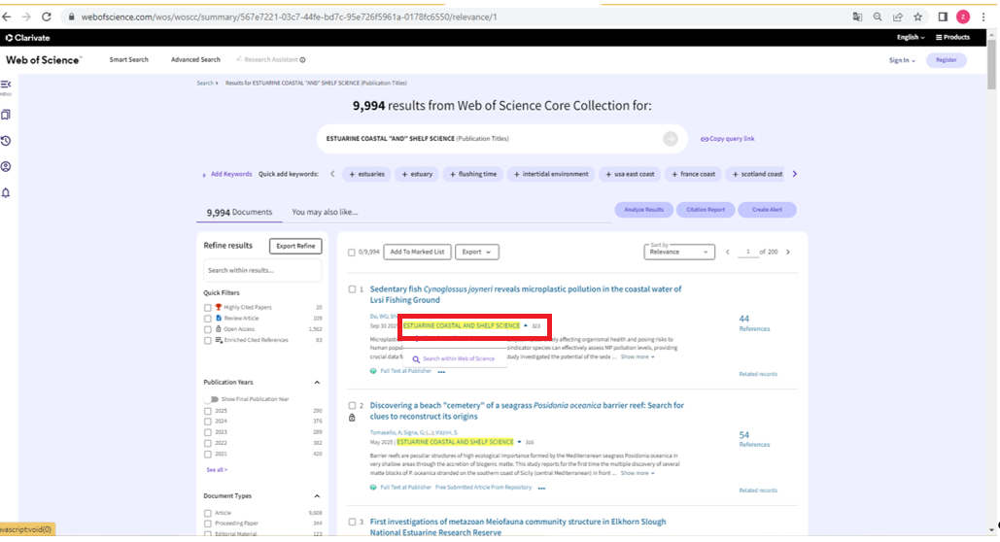 webofscience.com/wos/woscc/summary/567e7221-03c7-44fe-bd7c-95e726f5961a-0178fc6550/relevance/1
Clarivate
English
Products
Web of Science
Smart Search
Advanced Search
Research Assistant
Sign In
Register
MENU
Search > Results for ESTUARINE COASTAL "AND" SHELF SCIENCE (Publication Titles)
9,994 results from Web of Science Core Collection for:
ESTUARINE COASTAL "AND" SHELF SCIENCE (Publication Titles)
Copy query link
+ Add Keywords
Quick add keywords:
+ estuaries
+ estuary
+ flushing time
+ intertidal environment
+ usa east coast
+ france coast
+ scotland coast
9,994 Documents
You may also like...
Analyze Results
Citation Report
Create Alert
Refine results
Export Refine
Search within results...
Quick Filters
Highly Cited Papers 20
Review Article 109
Open Access 1,562
Enriched Cited References 83
Publication Years
Show Final Publication Year
2025 290
2024 376
2023 289
2022 382
2021 420
See all >
Document Types
Article 9,608
Proceeding Paper 344
Editorial Material 123
0/9,994
Add To Marked List
Export
Sort by
Relevance
1 of 200
1
Sedentary fish Cynoglossus joyneri reveals microplastic pollution in the coastal water of
Lvsi Fishing Ground
Du, WG;
Sep 30 2025
ESTUARINE COASTAL AND SHELF SCIENCE
323
Microplast
affecting organismal health and posing risks to
human popu
indicator species can effectively assess MP pollution levels, providing
crucial data f
study investigated the potential of the sede ... Show more
Search within Web of Science
Full Text at Publisher
44
References
Related records
2
Discovering a beach "cemetery" of a seagrass Posidonia oceanica barrier reef: Search for
clues to reconstruct its origins
Tomasello, A; Signa, G; (...); Vizzini, S
May 2025 | ESTUARINE COASTAL AND SHELF SCIENCE 316
Barrier reefs are peculiar structures of high ecological importance formed by the Mediterranean seagrass Posidonia oceanica in
very shallow areas through the accretion of biogenic matte. This study reports for the first time the multiple discovery of several
matte blocks of P. oceanica stranded on the southern coast of Sicily (central Mediterranean) in front ... Show more
Full Text at Publisher
Free Submitted Article From Repository
54
References
Related records
3
First investigations of metazoan Meiofauna community structure in Elkhorn Slough
National Estuarine Research Reserve
avascript:void(0)